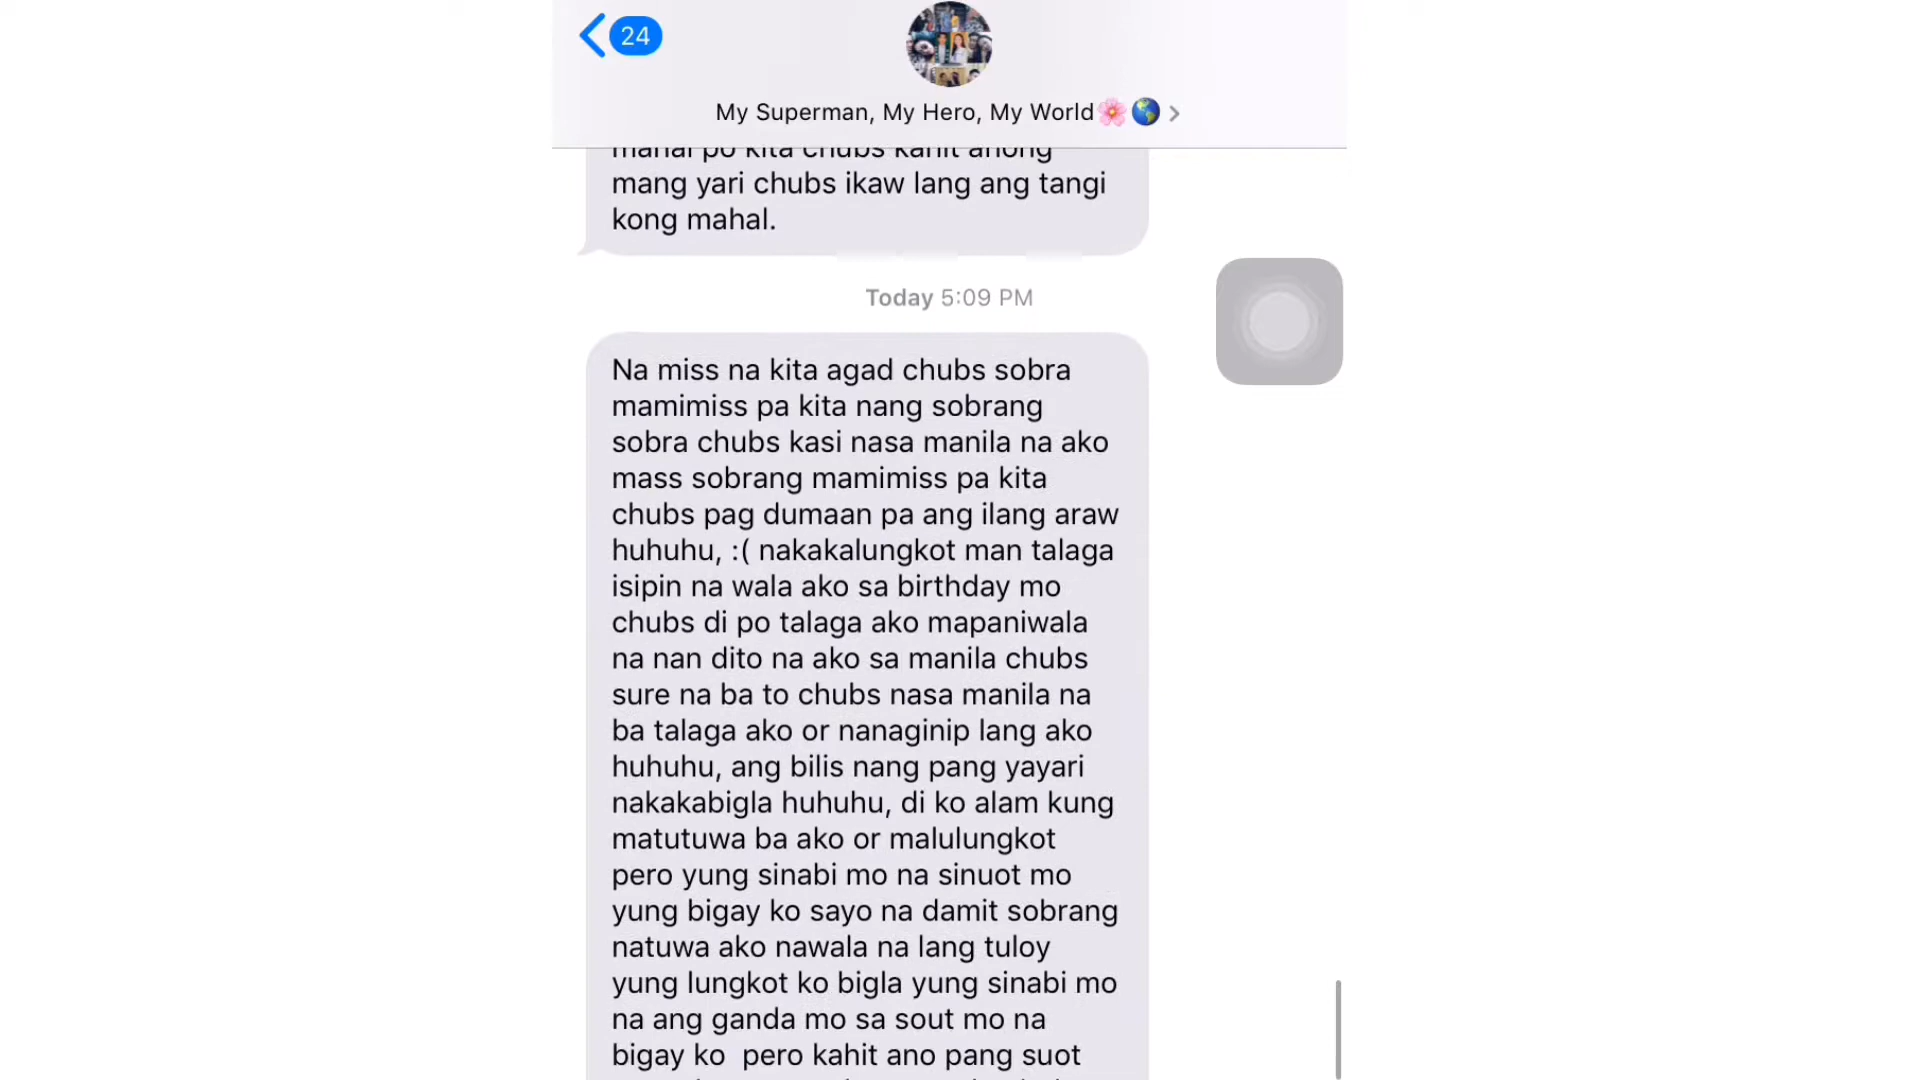 24
My Superman, My Hero, My World🌸🌎 >
mahal po kita chubs kahit anong
mang yari chubs ikaw lang ang tangi
kong mahal.
Today 5:09 PM
Na miss na kita agad chubs sobra
mamimiss pa kita nang sobrang
sobra chubs kasi nasa manila na ako
mass sobrang mamimiss pa kita
chubs pag dumaan pa ang ilang araw
huhuhu, :( nakakalungkot man talaga
isipin na wala ako sa birthday mo
chubs di po talaga ako mapaniwala
na nan dito na ako sa manila chubs
sure na ba to chubs nasa manila na
ba talaga ako or nanaginip lang ako
huhuhu, ang bilis nang pang yayari
nakakabigla huhuhu, di ko alam kung
matutuwa ba ako or malulungkot
pero yung sinabi mo na sinuot mo
yung bigay ko sayo na damit sobrang
natuwa ako nawala na lang tuloy
yung lungkot ko bigla yung sinabi mo
na ang ganda mo sa sout mo na
bigay ko  pero kahit ano pang suot